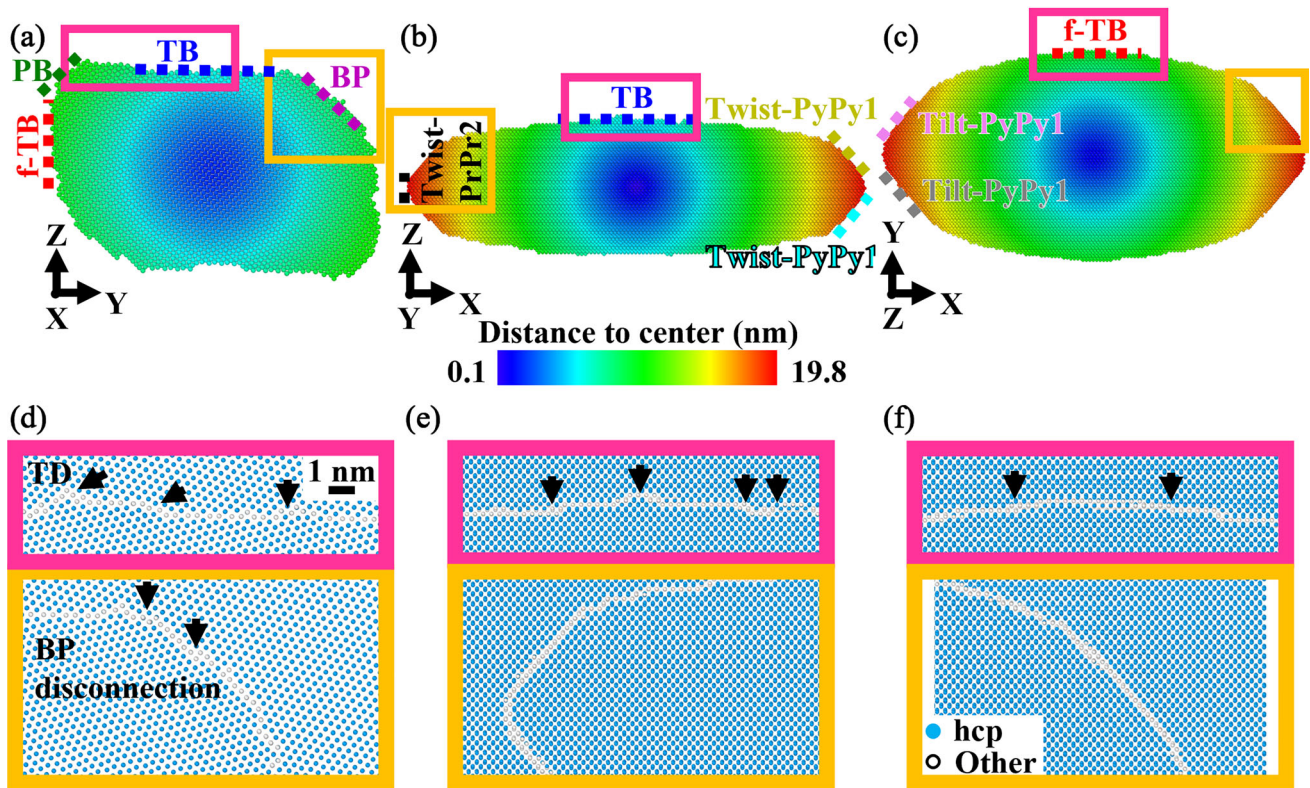 (a)
TB
PB
BP
f-TB
Z
X
Y
(b)
TB
Twist-PyPy1
Twist-
PrPr2
Twist-PyPy1
Z
Y
X
(c)
f-TB
Tilt-PyPy1
Tilt-PyPy1
Y
Z
X
Distance to center (nm)
0.1
19.8
(d)
TD
1 nm
BP
disconnection
(e)
(f)
hcp
Other